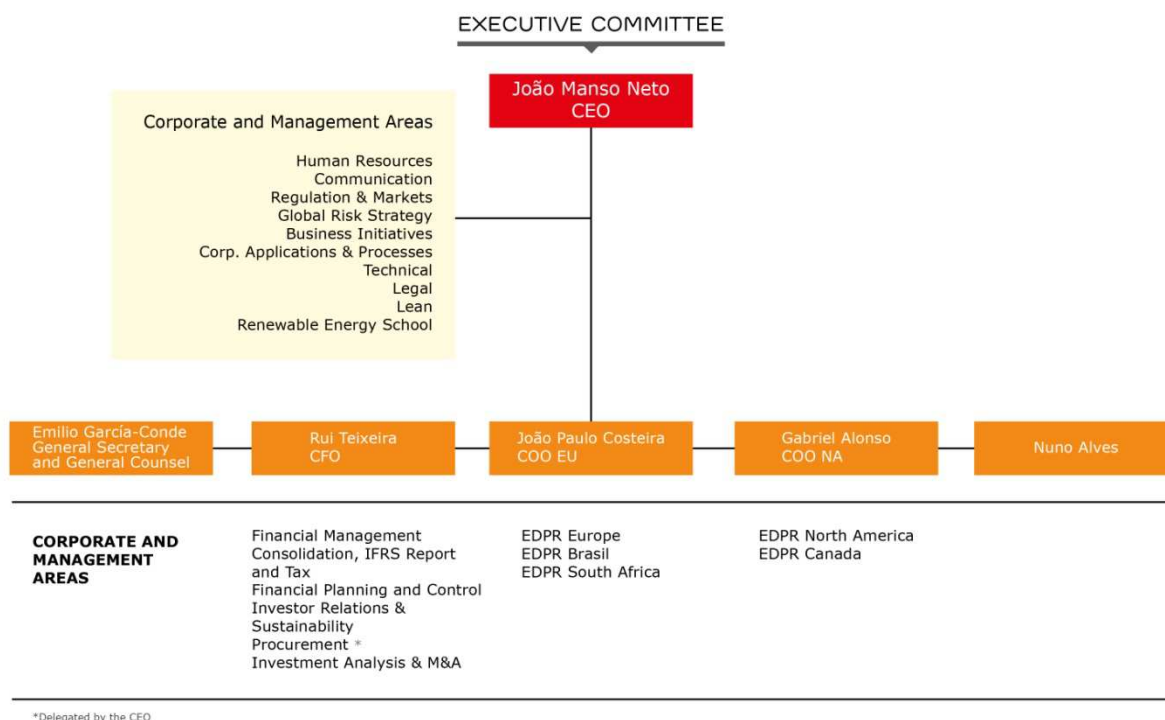 EXECUTIVE COMMITTEE
João Manso Neto
CEO
Corporate and Management Areas
Human Resources
Communication
Regulation & Markets
Global Risk Strategy
Business Initiatives
Corp. Applications & Processes
Technical
Legal
Lean
Renewable Energy School
Emilio García-Conde
General Secretary
and General Counsel
Rui Teixeira
CFO
João Paulo Costeira
COO EU
Gabriel Alonso
COO NA
Nuno Alves
CORPORATE AND
MANAGEMENT
AREAS
Financial Management
Consolidation, IFRS Report
and Tax
Financial Planning and Control
Investor Relations &
Sustainability
Procurement *
Investment Analysis & M&A
EDPR Europe
EDPR Brasil
EDPR South Africa
EDPR North America
EDPR Canada
*Delegated by the CEO